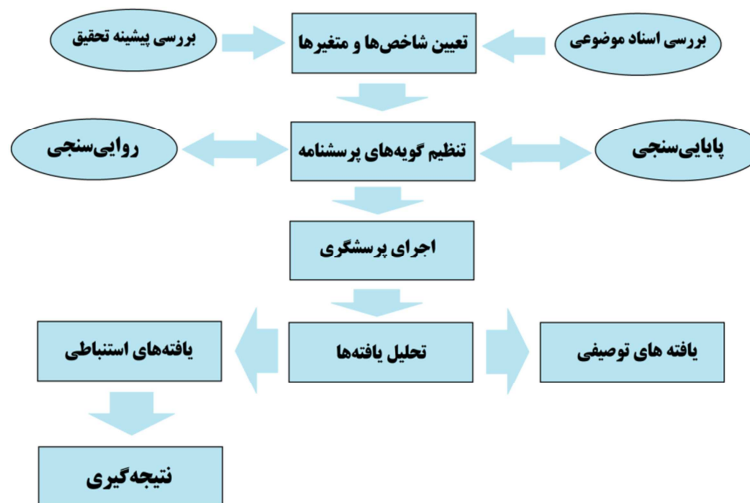 بررسی اسناد موضوعی
تعیین شاخص‌ها و متغیرها
بررسی پیشینه تحقیق
پایایی‌سنجی
تنظیم گویه‌های پرسشنامه
روایی‌سنجی
اجرای پرسشگری
یافته های توصیفی
تحلیل یافته‌ها
یافته‌های استنباطی
نتیجه‌گیری